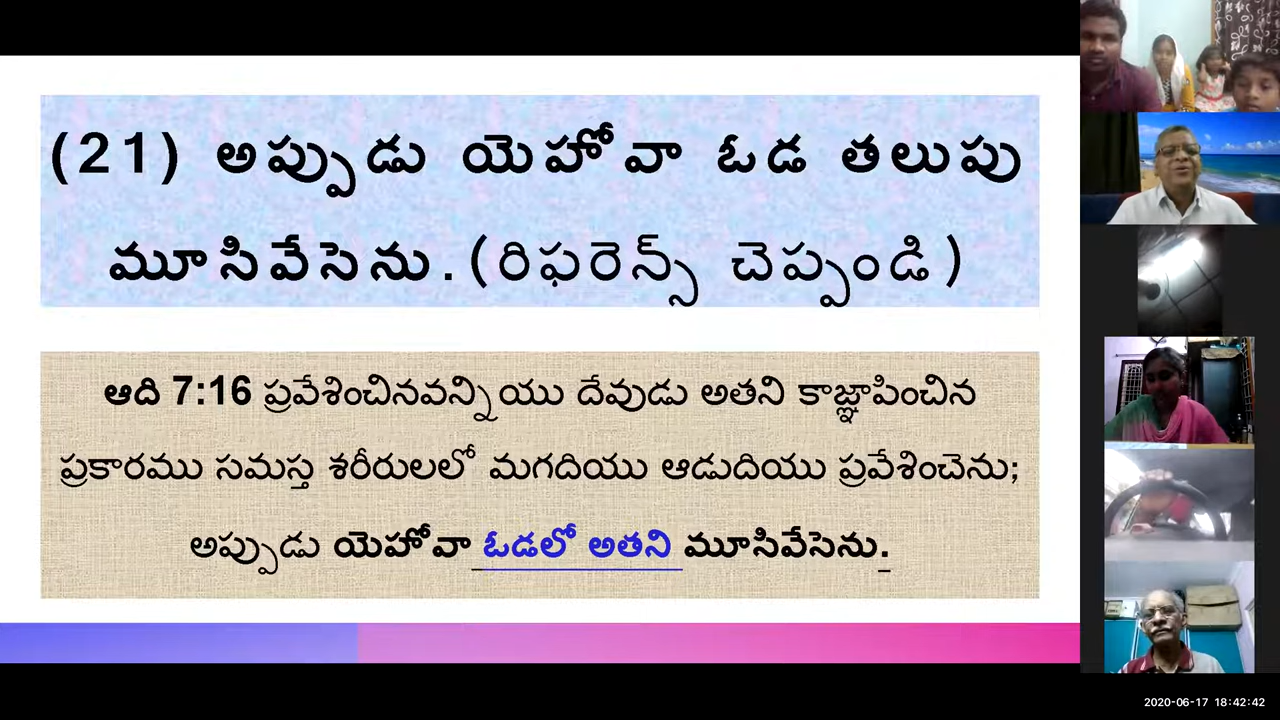 (21) అప్పుడు యెహోవా ఓడ తలుపు
మూసివేసెను.(రిఫరెన్స్ చెప్పండి)
ఆది 7:16 ప్రవేశించినవన్నియు దేవుడు అతని కాజ్ఞాపించిన
ప్రకారము సమస్త శరీరులలో మగదియు ఆడుదియు ప్రవేశించెను;
అప్పుడు యెహోవా ఓడలో అతని మూసివేసెను.
2020-06-17 18:42:42